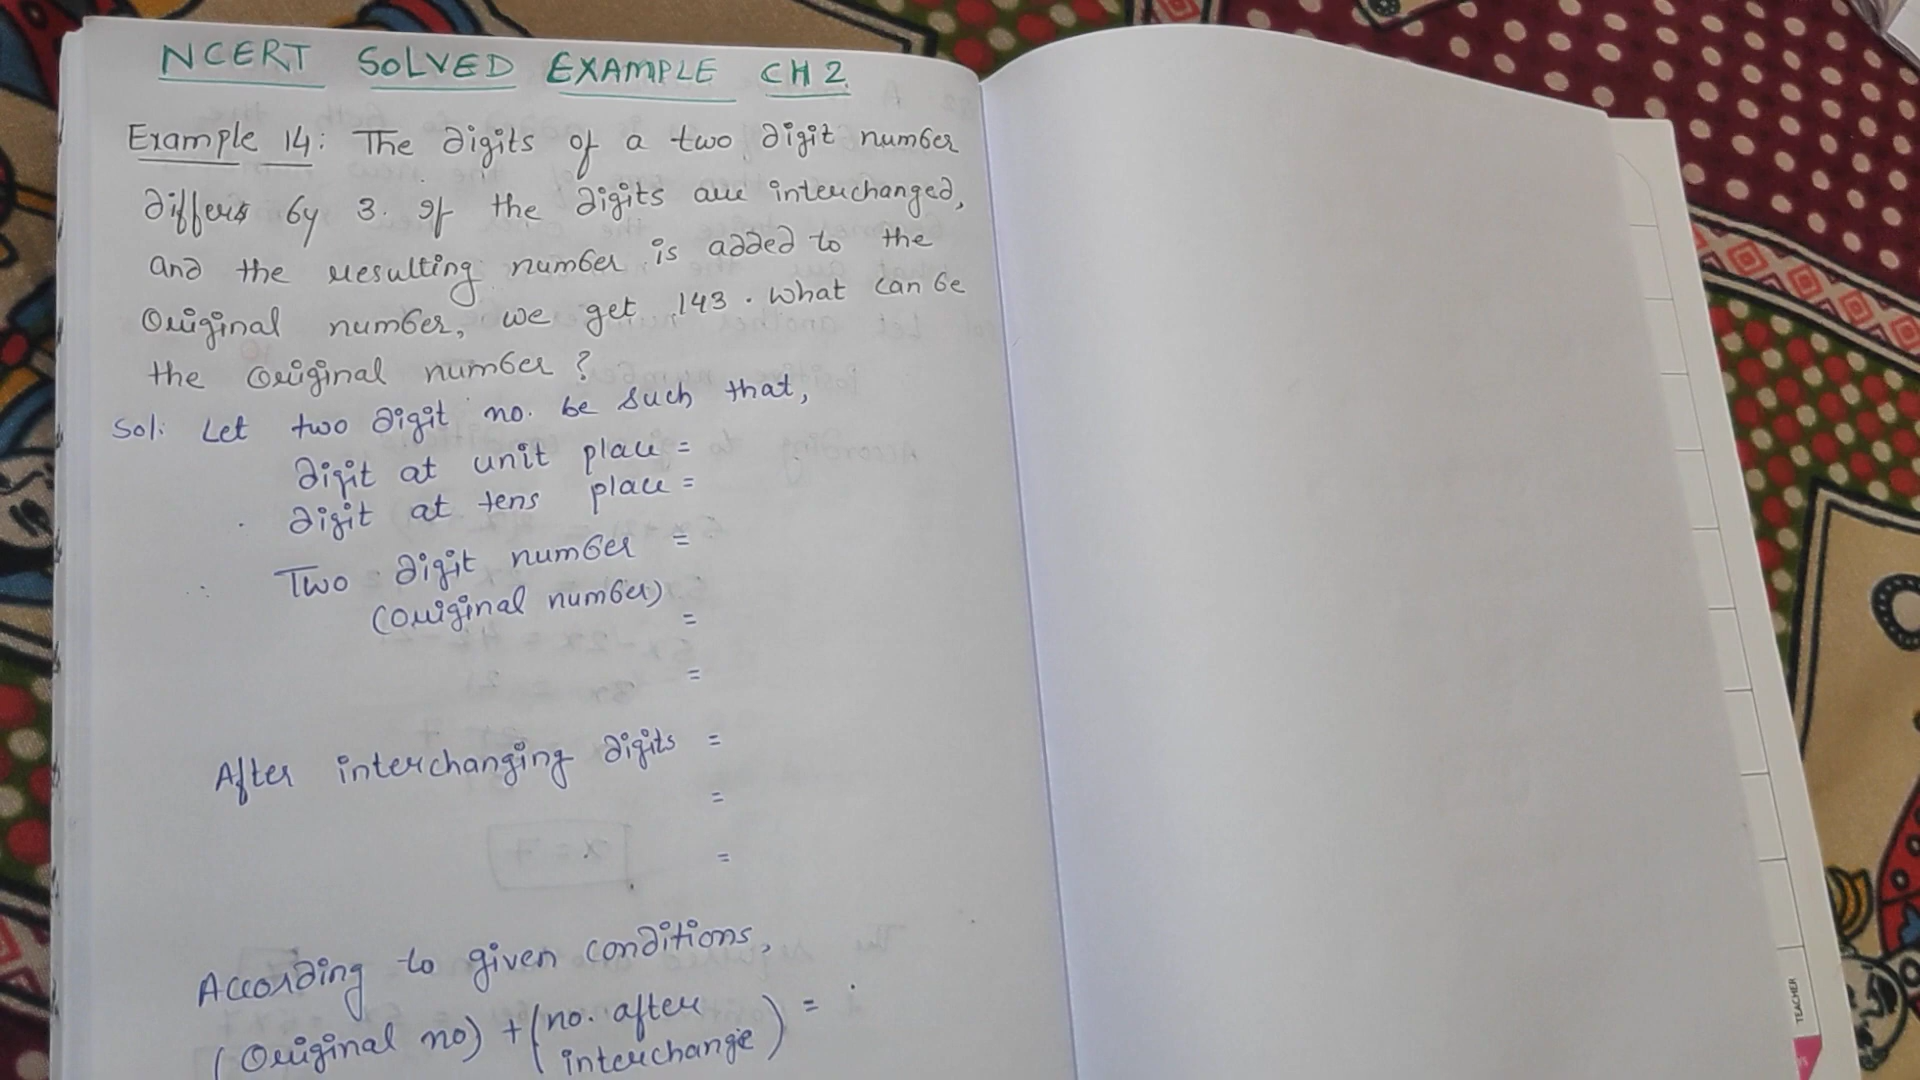 NCERT SOLVED EXAMPLE CH 2.
Example 14: The digits of a two digit number
differs by 3. If the digits are interchanged,
and the resulting number is added to the
Original number, we get 143. What can be
the original number?
Sol: Let two digit no. be such that,
digit at unit place =
digit at tens place =
∴ Two digit number =
(original number)
=
=
After interchanging digits =
=
=
According to given conditions,
(Original no) + (no. after
interchange) =
TEACHER